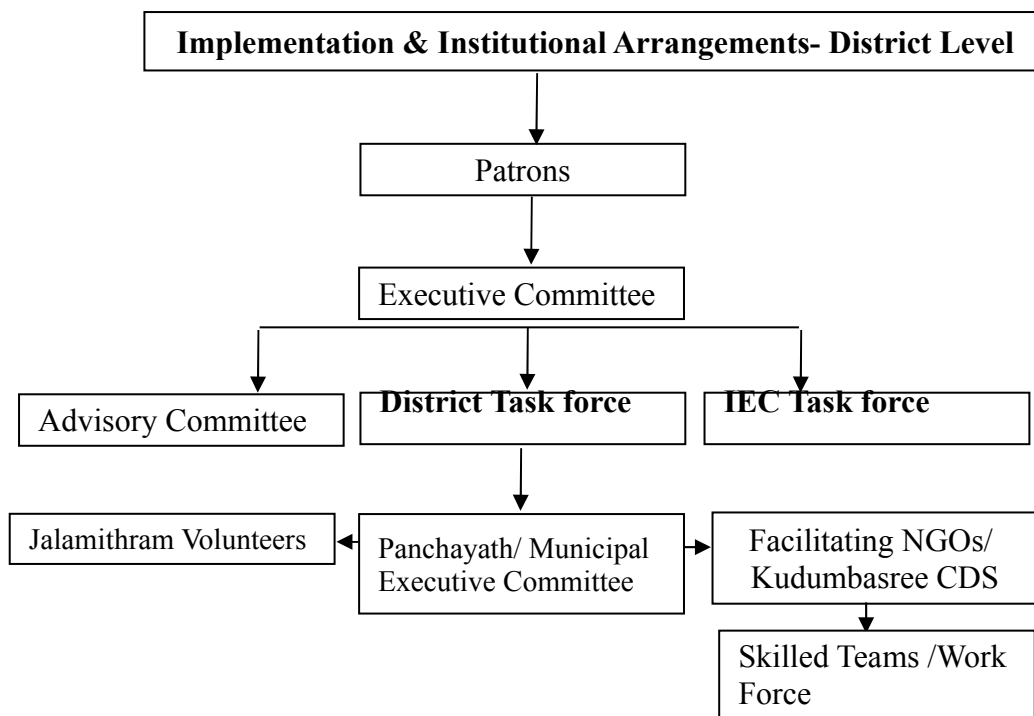 Implementation & Institutional Arrangements- District Level
Patrons
Executive Committee
Advisory Committee
District Task force
IEC Task force
Jalamithram Volunteers
Panchayath/ Municipal
Executive Committee
Facilitating NGOs/
Kudumbasree CDS
Skilled Teams /Work
Force